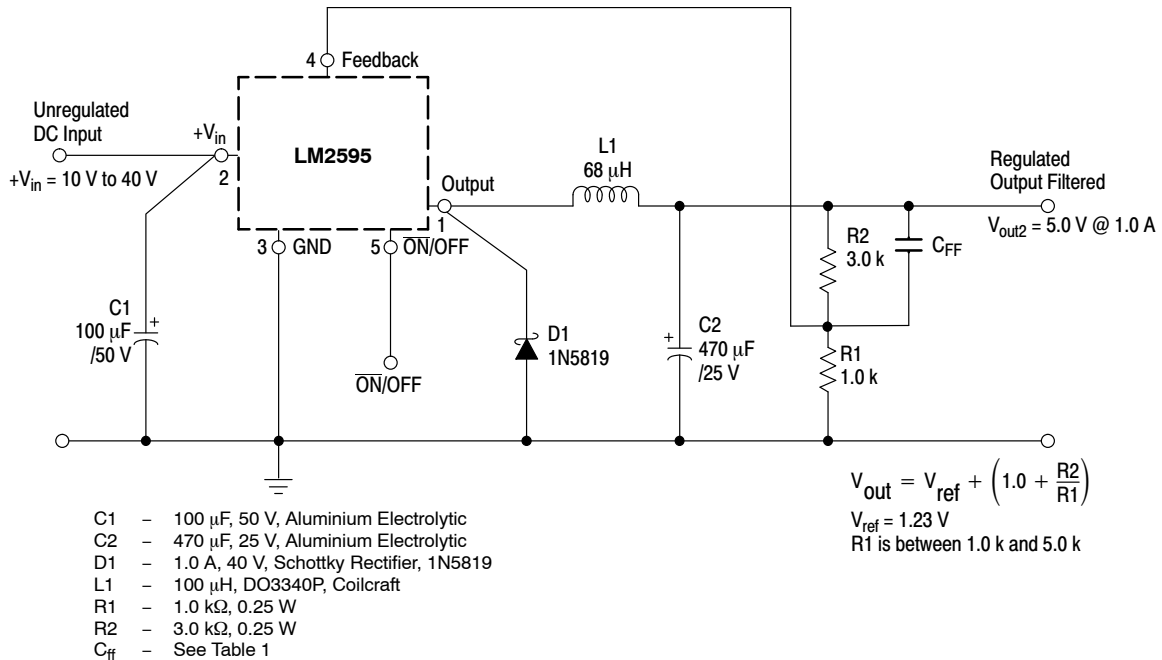 4 Feedback
Unregulated
DC Input
+Vin
LM2595
+Vin = 10 V to 40 V
2
Output
1
L1
68 μH
Regulated
Output Filtered
Vout2 = 5.0 V @ 1.0 A
3 GND
5 ON/OFF
R2
3.0 k
CFF
C1
100 μF
/50 V
+
ON/OFF
D1
1N5819
+
C2
470 μF
/25 V
R1
1.0 k
Vout = Vref + (1.0 + R2/R1)
Vref = 1.23 V
R1 is between 1.0 k and 5.0 k
C1 – 100 μF, 50 V, Aluminium Electrolytic
C2 – 470 μF, 25 V, Aluminium Electrolytic
D1 – 1.0 A, 40 V, Schottky Rectifier, 1N5819
L1 – 100 μH, DO3340P, Coilcraft
R1 – 1.0 kΩ, 0.25 W
R2 – 3.0 kΩ, 0.25 W
Cff – See Table 1